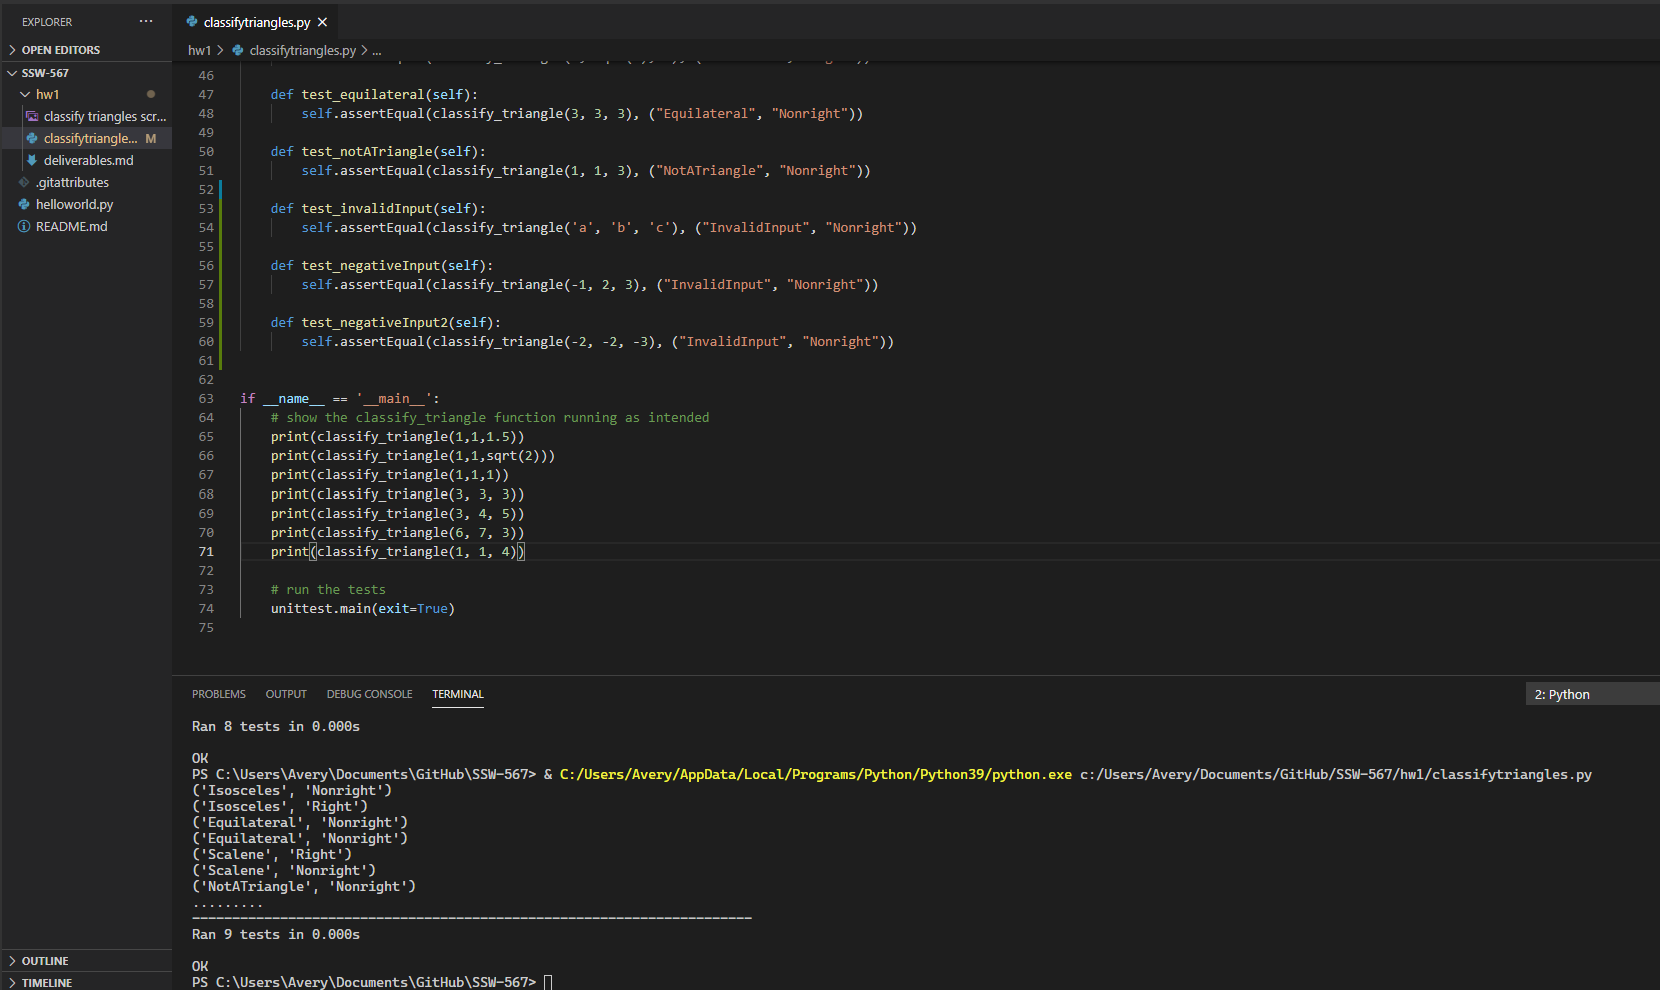 EXPLORER
···
OPEN EDITORS
SSW-567
hw1
classify triangles scr...
classifytriangle... M
deliverables.md
.gitattributes
helloworld.py
README.md
OUTLINE
TIMELINE
classifytriangles.py
hw1 > classifytriangles.py > ...
46
47 def test_equilateral(self):
48 self.assertEqual(classify_triangle(3, 3, 3), ("Equilateral", "Nonright"))
49
50 def test_notATriangle(self):
51 self.assertEqual(classify_triangle(1, 1, 3), ("NotATriangle", "Nonright"))
52
53 def test_invalidInput(self):
54 self.assertEqual(classify_triangle('a', 'b', 'c'), ("InvalidInput", "Nonright"))
55
56 def test_negativeInput(self):
57 self.assertEqual(classify_triangle(-1, 2, 3), ("InvalidInput", "Nonright"))
58
59 def test_negativeInput2(self):
60 self.assertEqual(classify_triangle(-2, -2, -3), ("InvalidInput", "Nonright"))
61
62
63 if __name__ == '__main__':
64 # show the classify_triangle function running as intended
65 print(classify_triangle(1,1,1.5))
66 print(classify_triangle(1,1,sqrt(2)))
67 print(classify_triangle(1,1,1))
68 print(classify_triangle(3, 3, 3))
69 print(classify_triangle(3, 4, 5))
70 print(classify_triangle(6, 7, 3))
71 print(classify_triangle(1, 1, 4))
72
73 # run the tests
74 unittest.main(exit=True)
75
PROBLEMS OUTPUT DEBUG CONSOLE TERMINAL 2: Python
Ran 8 tests in 0.000s
OK
PS C:\Users\Avery\Documents\GitHub\SSW-567> & C:/Users/Avery/AppData/Local/Programs/Python/Python39/python.exe c:/Users/Avery/Documents/GitHub/SSW-567/hw1/classifytriangles.py
('Isosceles', 'Nonright')
('Isosceles', 'Right')
('Equilateral', 'Nonright')
('Equilateral', 'Nonright')
('Scalene', 'Right')
('Scalene', 'Nonright')
('NotATriangle', 'Nonright')
.........
----------------------------------------------------------------------
Ran 9 tests in 0.000s
OK
PS C:\Users\Avery\Documents\GitHub\SSW-567>